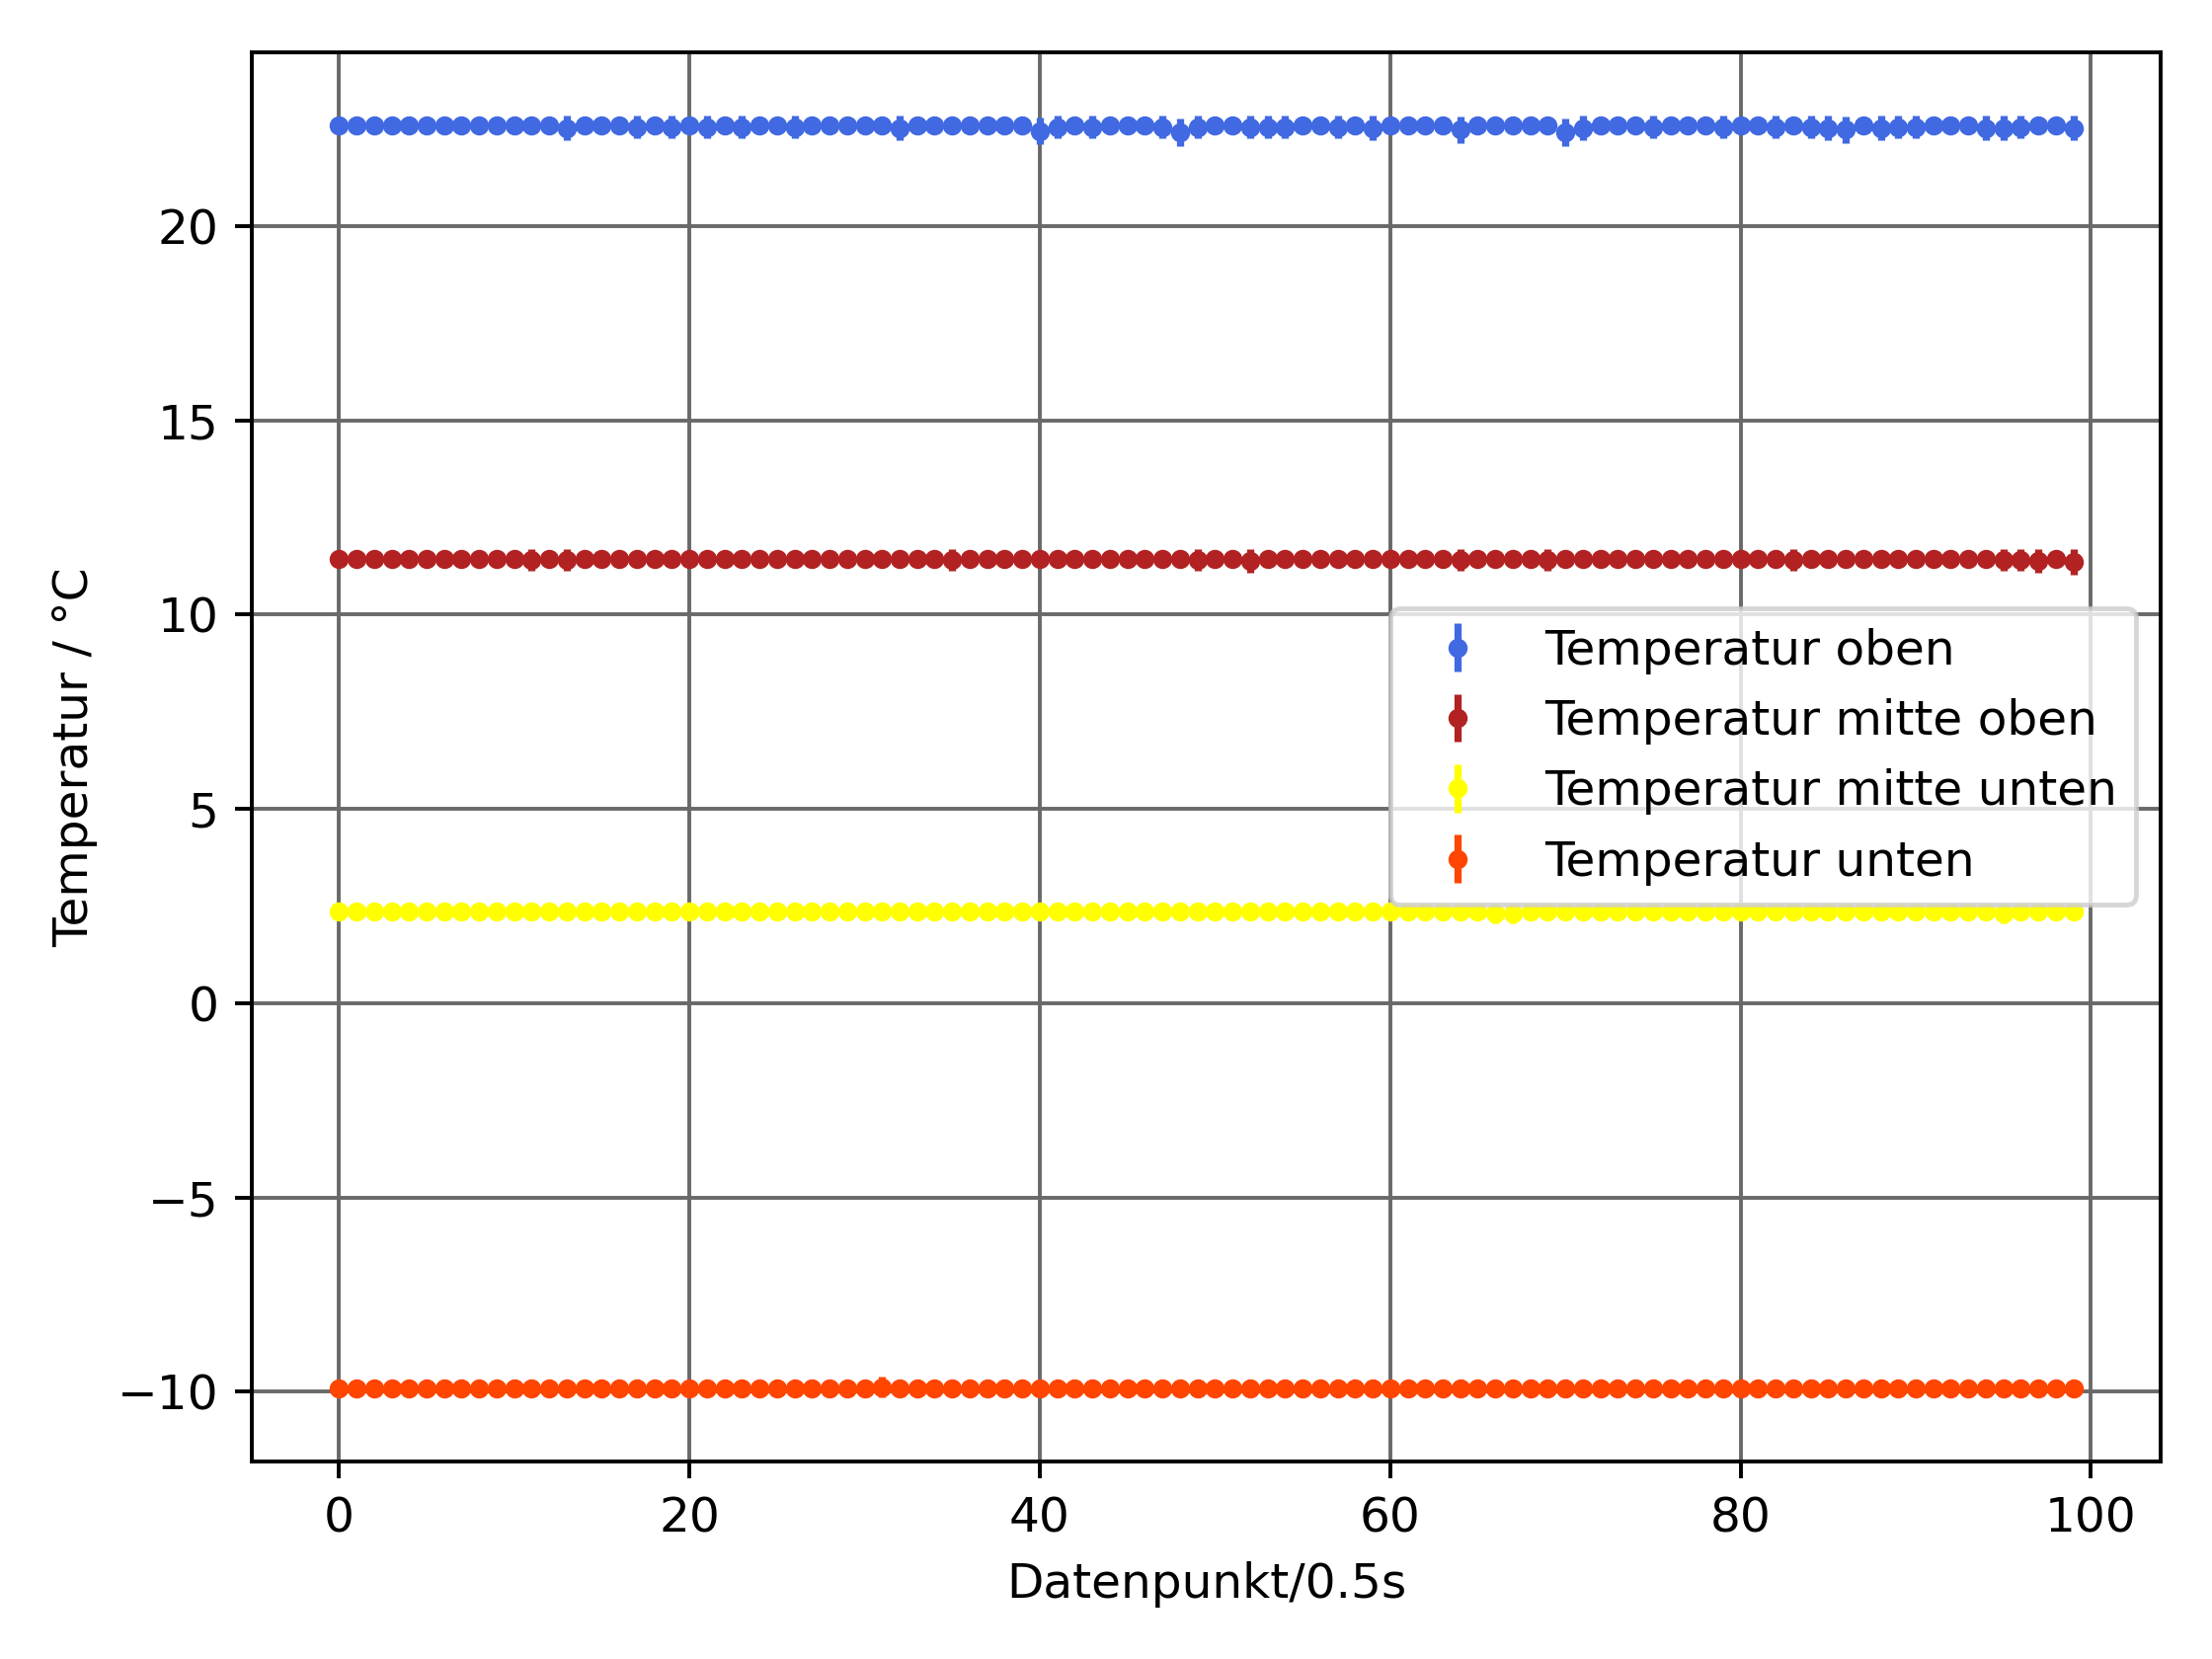 20
15
10
5
0
−5
−10
Temperatur / °C
Temperatur oben
Temperatur mitte oben
Temperatur mitte unten
Temperatur unten
0 20 40 60 80 100
Datenpunkt/0.5s